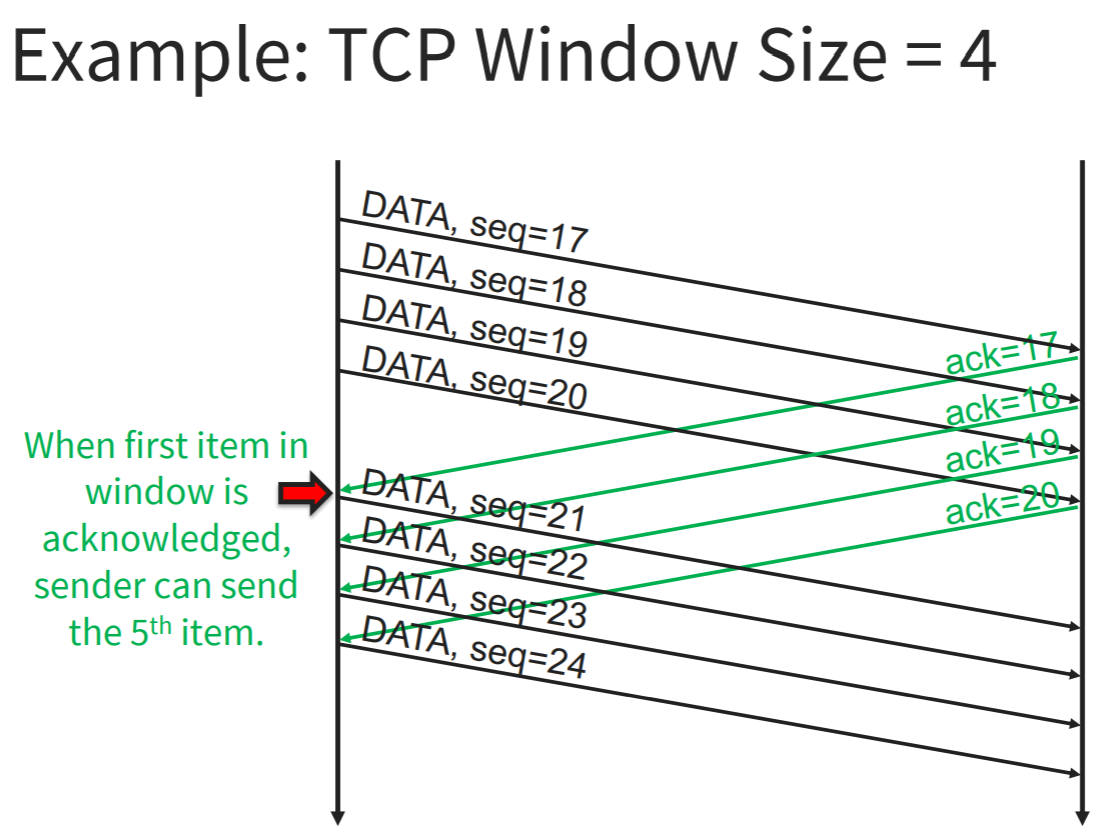 Example: TCP Window Size = 4
DATA, seq=17
DATA, seq=18
DATA, seq=19
DATA, seq=20
ack=17
ack=18
ack=19
ack=20
When first item in
window is
acknowledged,
sender can send
the 5th item.
DATA, seq=21
DATA, seq=22
DATA, seq=23
DATA, seq=24